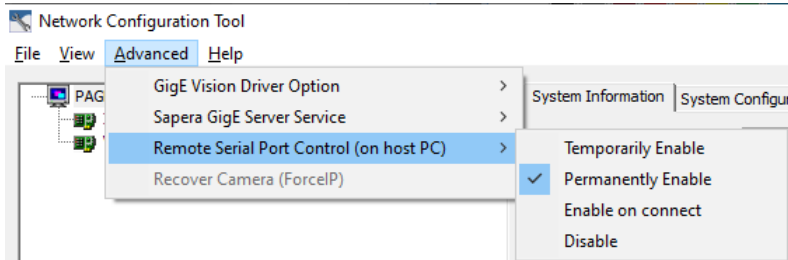 Network Configuration Tool
File View Advanced Help
PAG
GigE Vision Driver Option
Sapera GigE Server Service
Remote Serial Port Control (on host PC)
Recover Camera (ForceIP)
System Information
System Configu
Temporarily Enable
Permanently Enable
Enable on connect
Disable